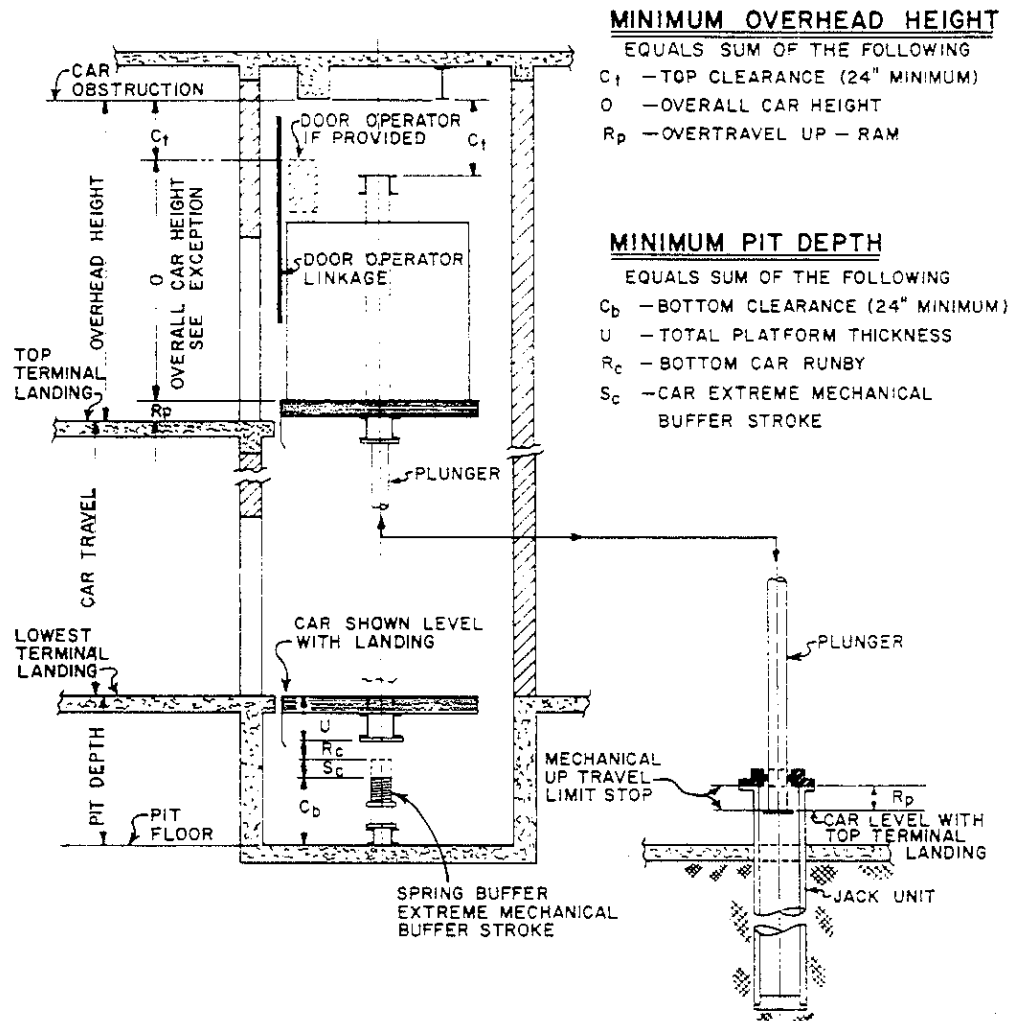 MINIMUM OVERHEAD HEIGHT
EQUALS SUM OF THE FOLLOWING
Ct – TOP CLEARANCE (24" MINIMUM)
O – OVERALL CAR HEIGHT
Rp – OVERTRAVEL UP – RAM
MINIMUM PIT DEPTH
EQUALS SUM OF THE FOLLOWING
Cb – BOTTOM CLEARANCE (24" MINIMUM)
U – TOTAL PLATFORM THICKNESS
Rc – BOTTOM CAR RUNBY
Sc – CAR EXTREME MECHANICAL
BUFFER STROKE
CAR
OBSTRUCTION
Ct
DOOR OPERATOR
IF PROVIDED
Ct
OVERHEAD HEIGHT
O
OVERALL CAR HEIGHT
SEE EXCEPTION
DOOR OPERATOR
LINKAGE
TOP
TERMINAL
LANDING
Rp
PLUNGER
CAR TRAVEL
LOWEST
TERMINAL
LANDING
CAR SHOWN LEVEL
WITH LANDING
U
Rc
Sc
Cb
PIT DEPTH
PIT
FLOOR
SPRING BUFFER
EXTREME MECHANICAL
BUFFER STROKE
PLUNGER
MECHANICAL
UP TRAVEL
LIMIT STOP
Rp
CAR LEVEL WITH
TOP TERMINAL
LANDING
JACK UNIT